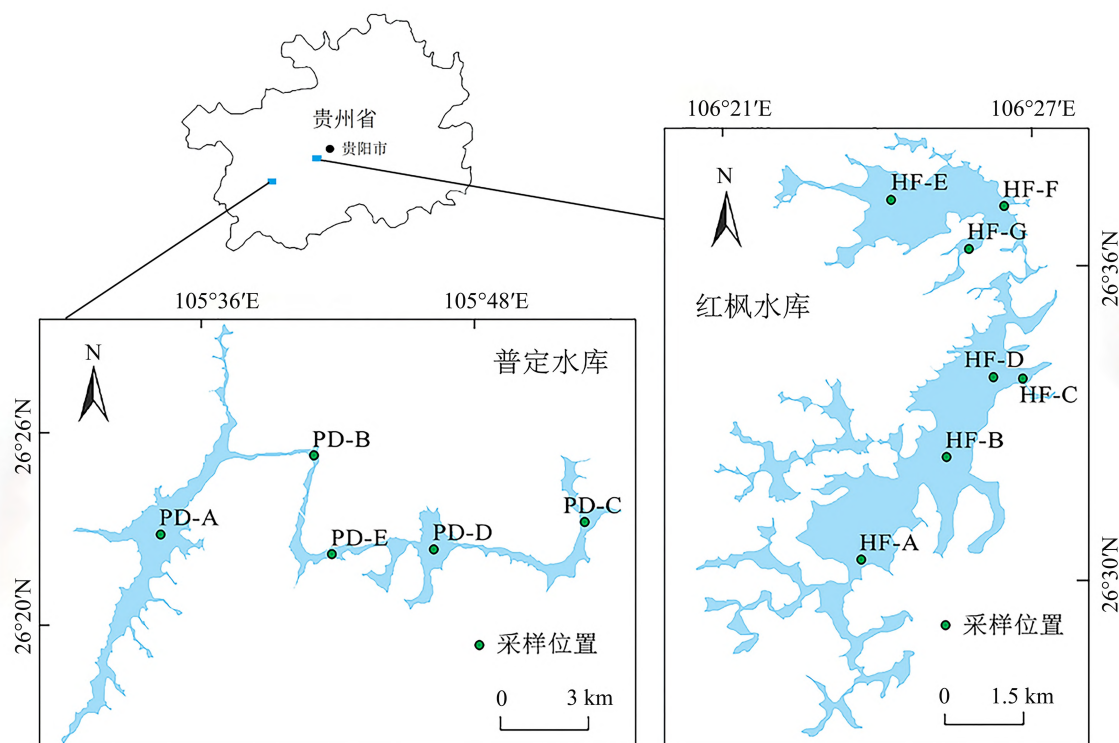 贵州省
贵阳市
106°21′E
106°27′E
N
HF-E
HF-F
HF-G
26°36′N
红枫水库
HF-D
HF-C
HF-B
HF-A
26°30′N
采样位置
0
1.5 km
105°36′E
105°48′E
N
普定水库
26°26′N
PD-B
PD-A
PD-C
PD-E
PD-D
26°20′N
采样位置
0
3 km